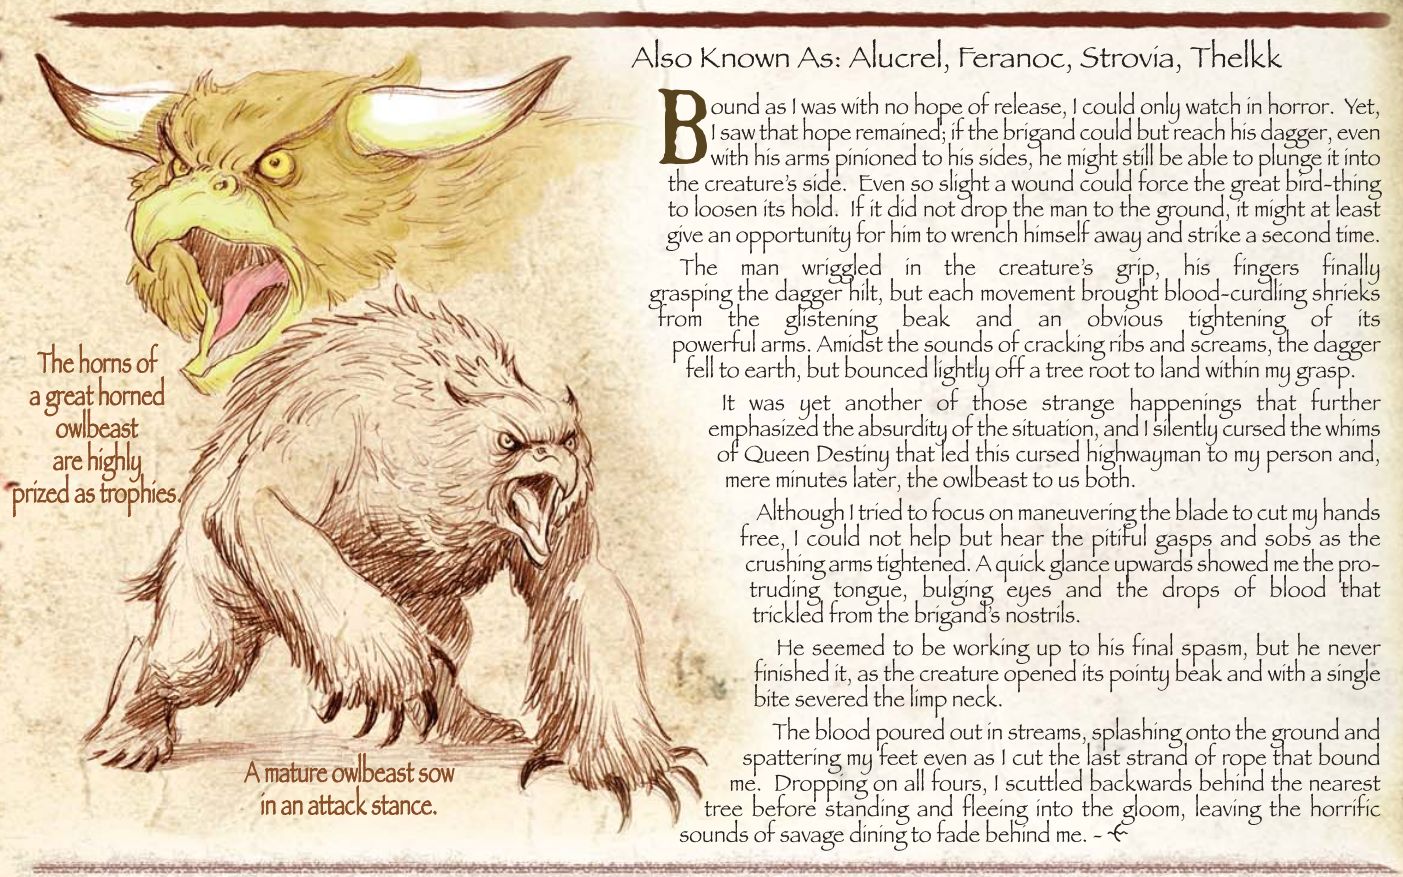 Also Known As: Alucrel, Feranoc, Strovia, Thelkk
Bound as I was with no hope of release, I could only watch in horror. Yet,
I saw that hope remained; if the brigand could but reach his dagger, even
with his arms pinioned to his sides, he might still be able to plunge it into
the creature's side. Even so slight a wound could force the great bird-thing
to loosen its hold. If it did not drop the man to the ground, it might at least
give an opportunity for him to wrench himself away and strike a second time.
The man wriggled in the creature's grip, his fingers finally
grasping the dagger hilt, but each movement brought blood-curdling shrieks
from the glistening beak and an obvious tightening of its
powerful arms. Amidst the sounds of cracking ribs and screams, the dagger
fell to earth, but bounced lightly off a tree root to land within my grasp.
It was yet another of those strange happenings that further
emphasized the absurdity of the situation, and I silently cursed the whims
of Queen Destiny that led this cursed highwayman to my person and,
mere minutes later, the owlbeast to us both.
Although I tried to focus on maneuvering the blade to cut my hands
free, I could not help but hear the pitiful gasps and sobs as the
crushing arms tightened. A quick glance upwards showed me the pro-
truding tongue, bulging eyes and the drops of blood that
trickled from the brigand's nostrils.
He seemed to be working up to his final spasm, but he never
finished it, as the creature opened its pointy beak and with a single
bite severed the limp neck.
The blood poured out in streams, splashing onto the ground and
spattering my feet even as I cut the last strand of rope that bound
me. Dropping on all fours, I scuttled backwards behind the nearest
tree before standing and fleeing into the gloom, leaving the horrific
sounds of savage dining to fade behind me. -
The horns of
a great horned
owlbeast
are highly
prized as trophies.
A mature owlbeast sow
in an attack stance.